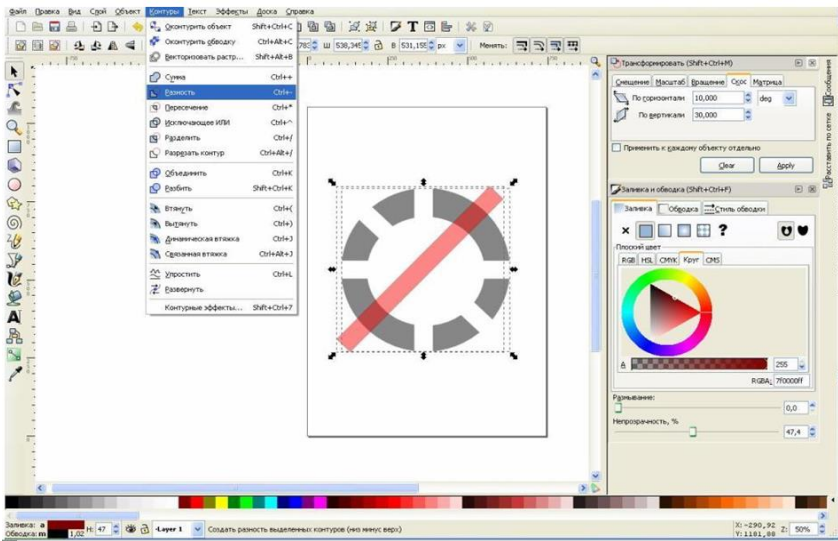 Файл Правка Вид Слой Объект Контуры Текст Эффекты Доска Справка
Оконтурить объект Shift+Ctrl+C
Оконтурить обводку Ctrl+Alt+C
Векторизовать растр... Shift+Alt+B
Сумма Ctrl++
Разность Ctrl+-
Пересечение Ctrl+*
Исключающее ИЛИ Ctrl+^
Разделить Ctrl+/
Разрезать контур Ctrl+Alt+/
Объединить Ctrl+K
Разбить Shift+Ctrl+K
Втянуть Ctrl+(
Вытянуть Ctrl+)
Динамическая втяжка Ctrl+J
Связанная втяжка Ctrl+Alt+J
Упростить Ctrl+L
Развернуть
Контурные эффекты... Shift+Ctrl+7
Ш 538,345 В 531,155 px Менять:
Трансформировать (Shift+Ctrl+M)
Смещение Масштаб Вращение Скос Матрица
По горизонтали 10,000 deg
По вертикали 30,000
Применить к каждому объекту отдельно
Clear Apply
Заливка и обводка (Shift+Ctrl+F)
Заливка Обводка Стиль обводки
Плоский цвет
RGB HSL CMYK Круг CMS
A 255
RGBA: 7f0000ff
Размывание:
0,0
Непрозрачность, %
47,4
Сообщения
Расставить по сетке
Заливка: a
Обводка: m 1,02 Н: 47 Layer 1 Создать разность выделенных контуров (низ минус верх)
X: -290,92
Y: 1181,88
Z: 50%